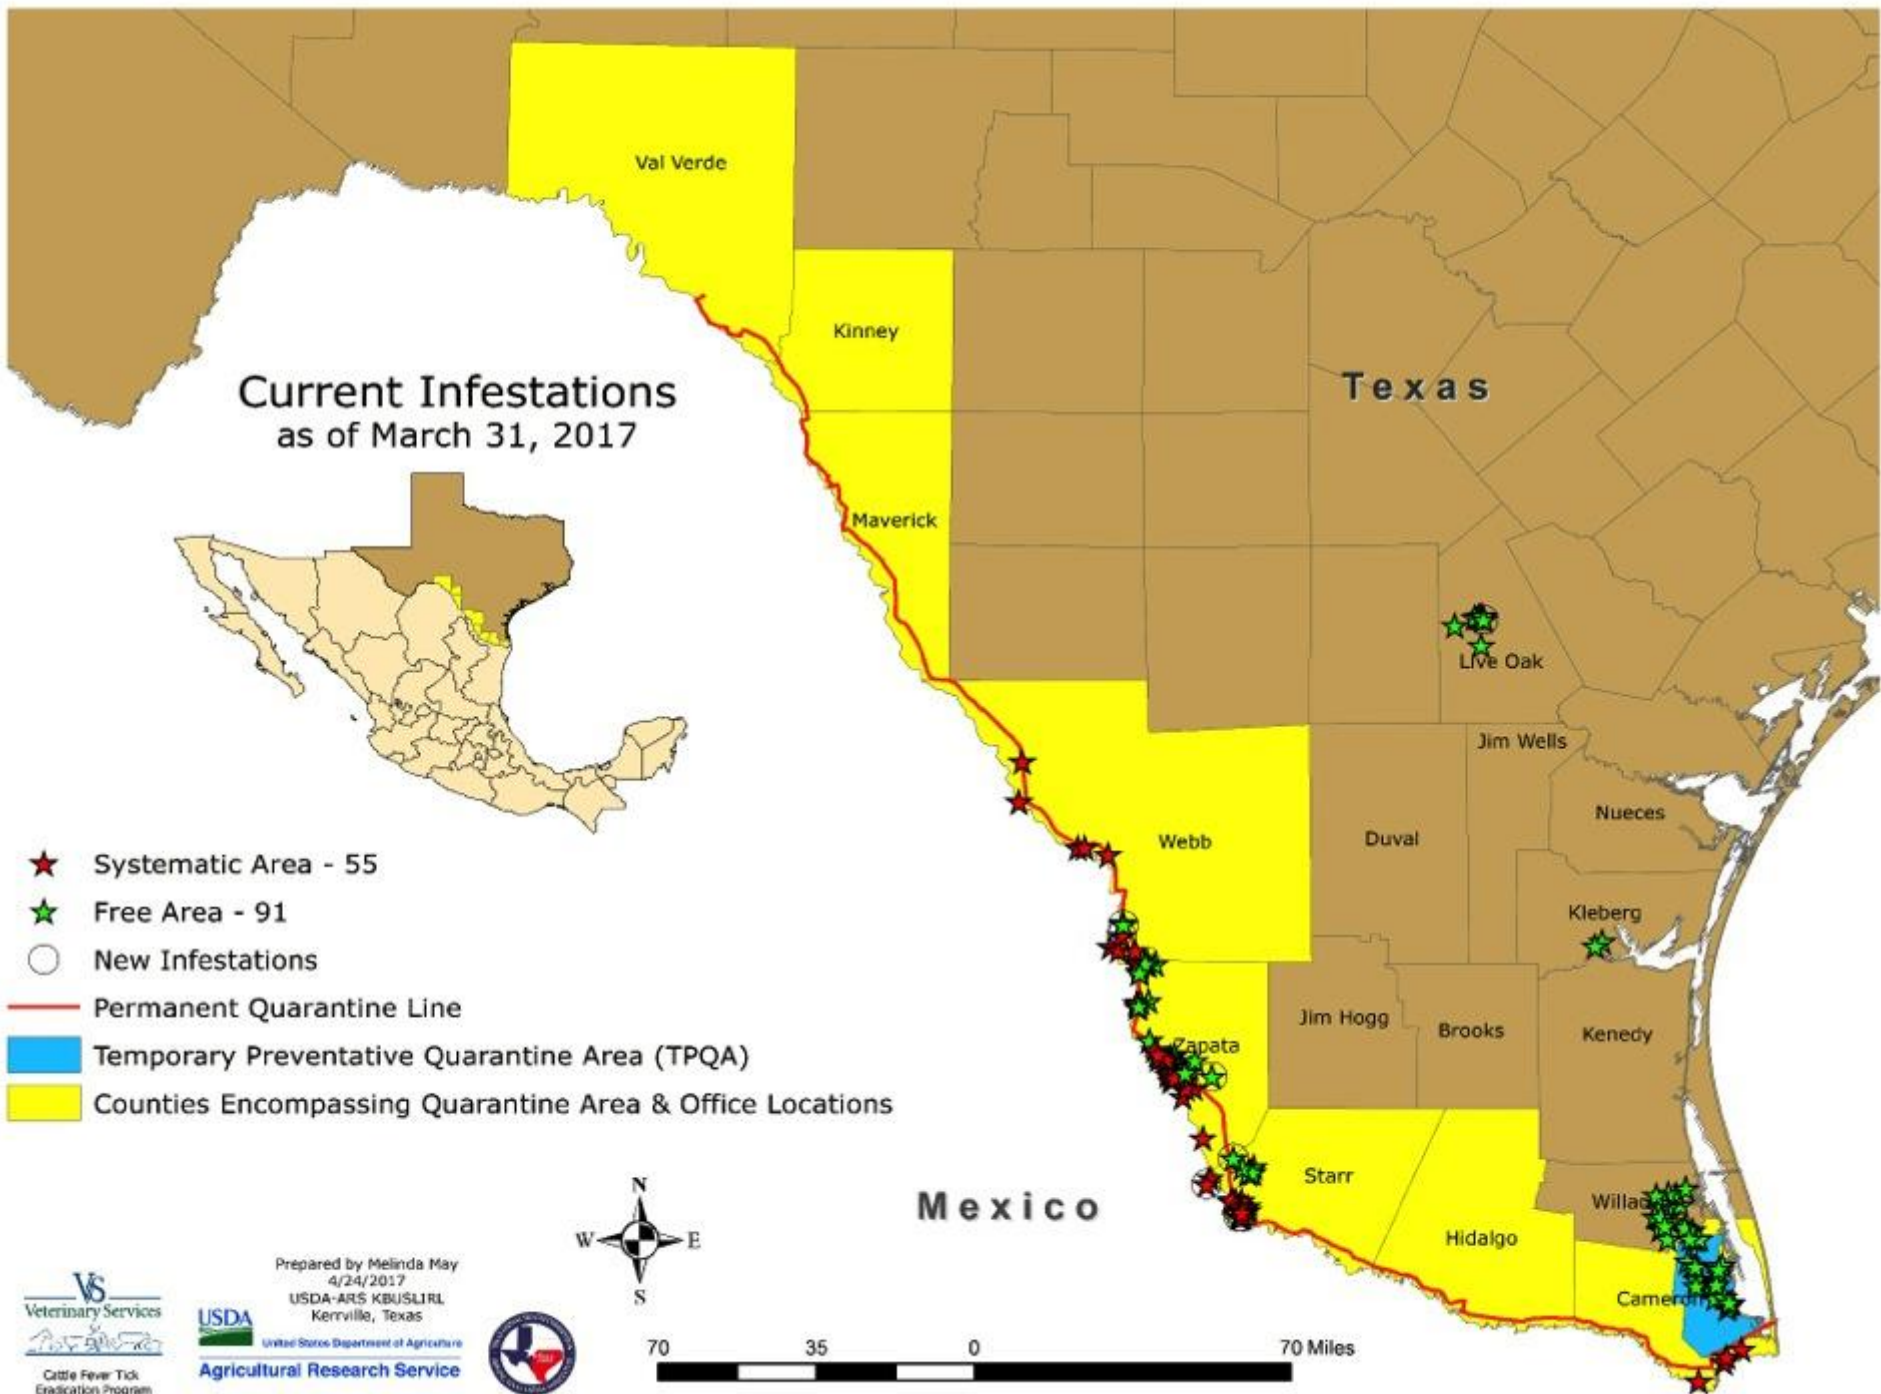 Val Verde
Kinney
Texas
Current Infestations
as of March 31, 2017
Maverick
Live Oak
Jim Wells
Nueces
Webb
Duval
Systematic Area - 55
Free Area - 91
New Infestations
Permanent Quarantine Line
Temporary Preventative Quarantine Area (TPQA)
Counties Encompassing Quarantine Area & Office Locations
Kleberg
Jim Hogg
Brooks
Kenedy
Zapata
Starr
Mexico
Hidalgo
Cameron
N
W E
S
Prepared by Melinda May
4/24/2017
USDA-ARS KBUSLIRL
Kerrville, Texas
VS
Veterinary Services
Cattle Fever Tick
Eradication Program
USDA
United States Department of Agriculture
Agricultural Research Service
70 35 0 70 Miles